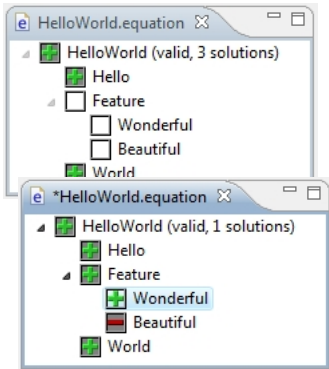 HelloWorld.equation
HelloWorld (valid, 3 solutions)
Hello
Feature
Wonderful
Beautiful
World
*HelloWorld.equation
HelloWorld (valid, 1 solutions)
Hello
Feature
Wonderful
Beautiful
World